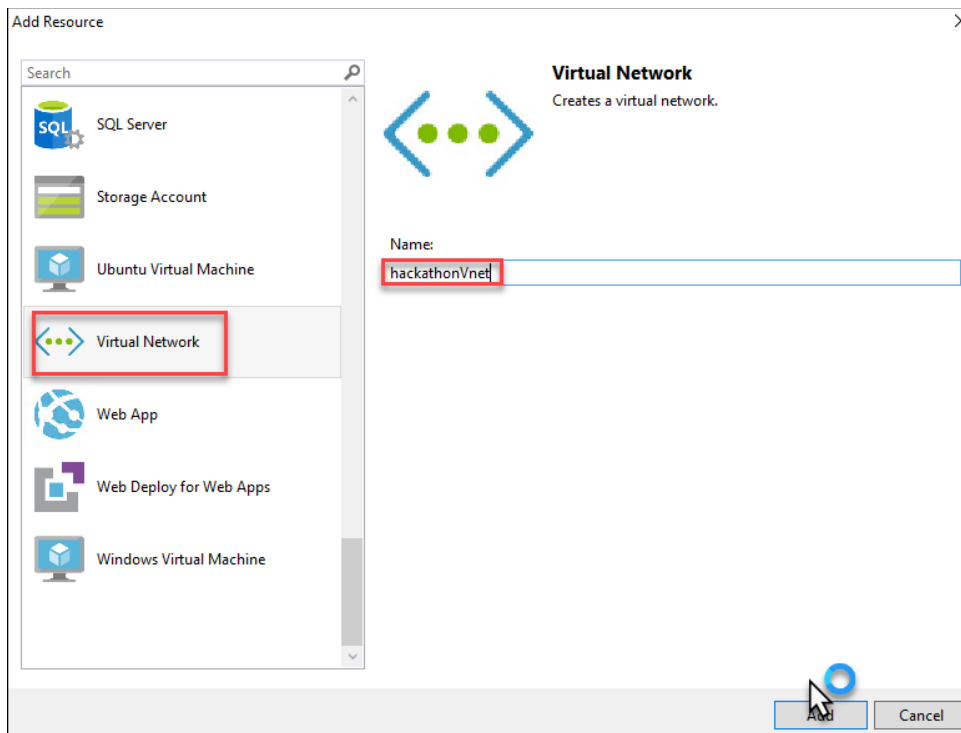 Add Resource
Search
SQL
SQL Server
Storage Account
Ubuntu Virtual Machine
Virtual Network
Web App
Web Deploy for Web Apps
Windows Virtual Machine
Virtual Network
Creates a virtual network.
Name:
hackathonVnet
Add
Cancel